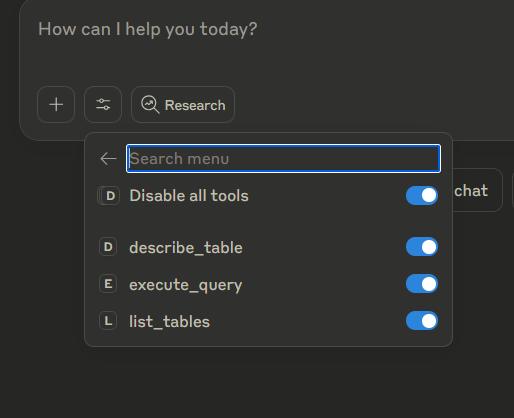 How can I help you today?
Research
Search menu
D Disable all tools
chat
D describe_table
E execute_query
L list_tables